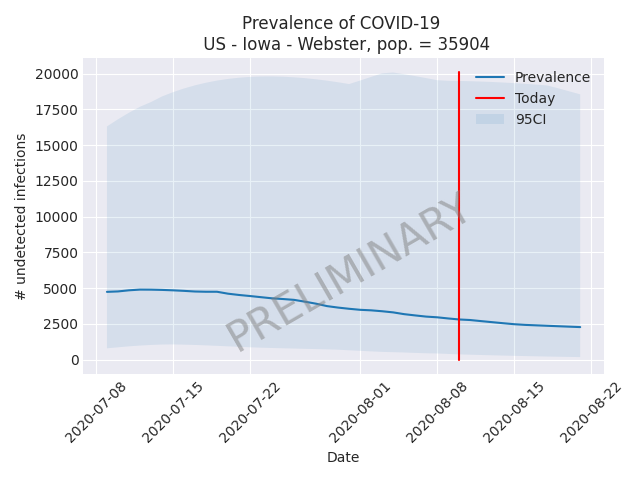 Prevalence of COVID-19
US - Iowa - Webster, pop. = 35904
# undetected infections
20000
17500
15000
12500
10000
7500
5000
2500
0
Prevalence
Today
95CI
PRELIMINARY
2020-07-08
2020-07-15
2020-07-22
2020-08-01
2020-08-08
2020-08-15
2020-08-22
Date